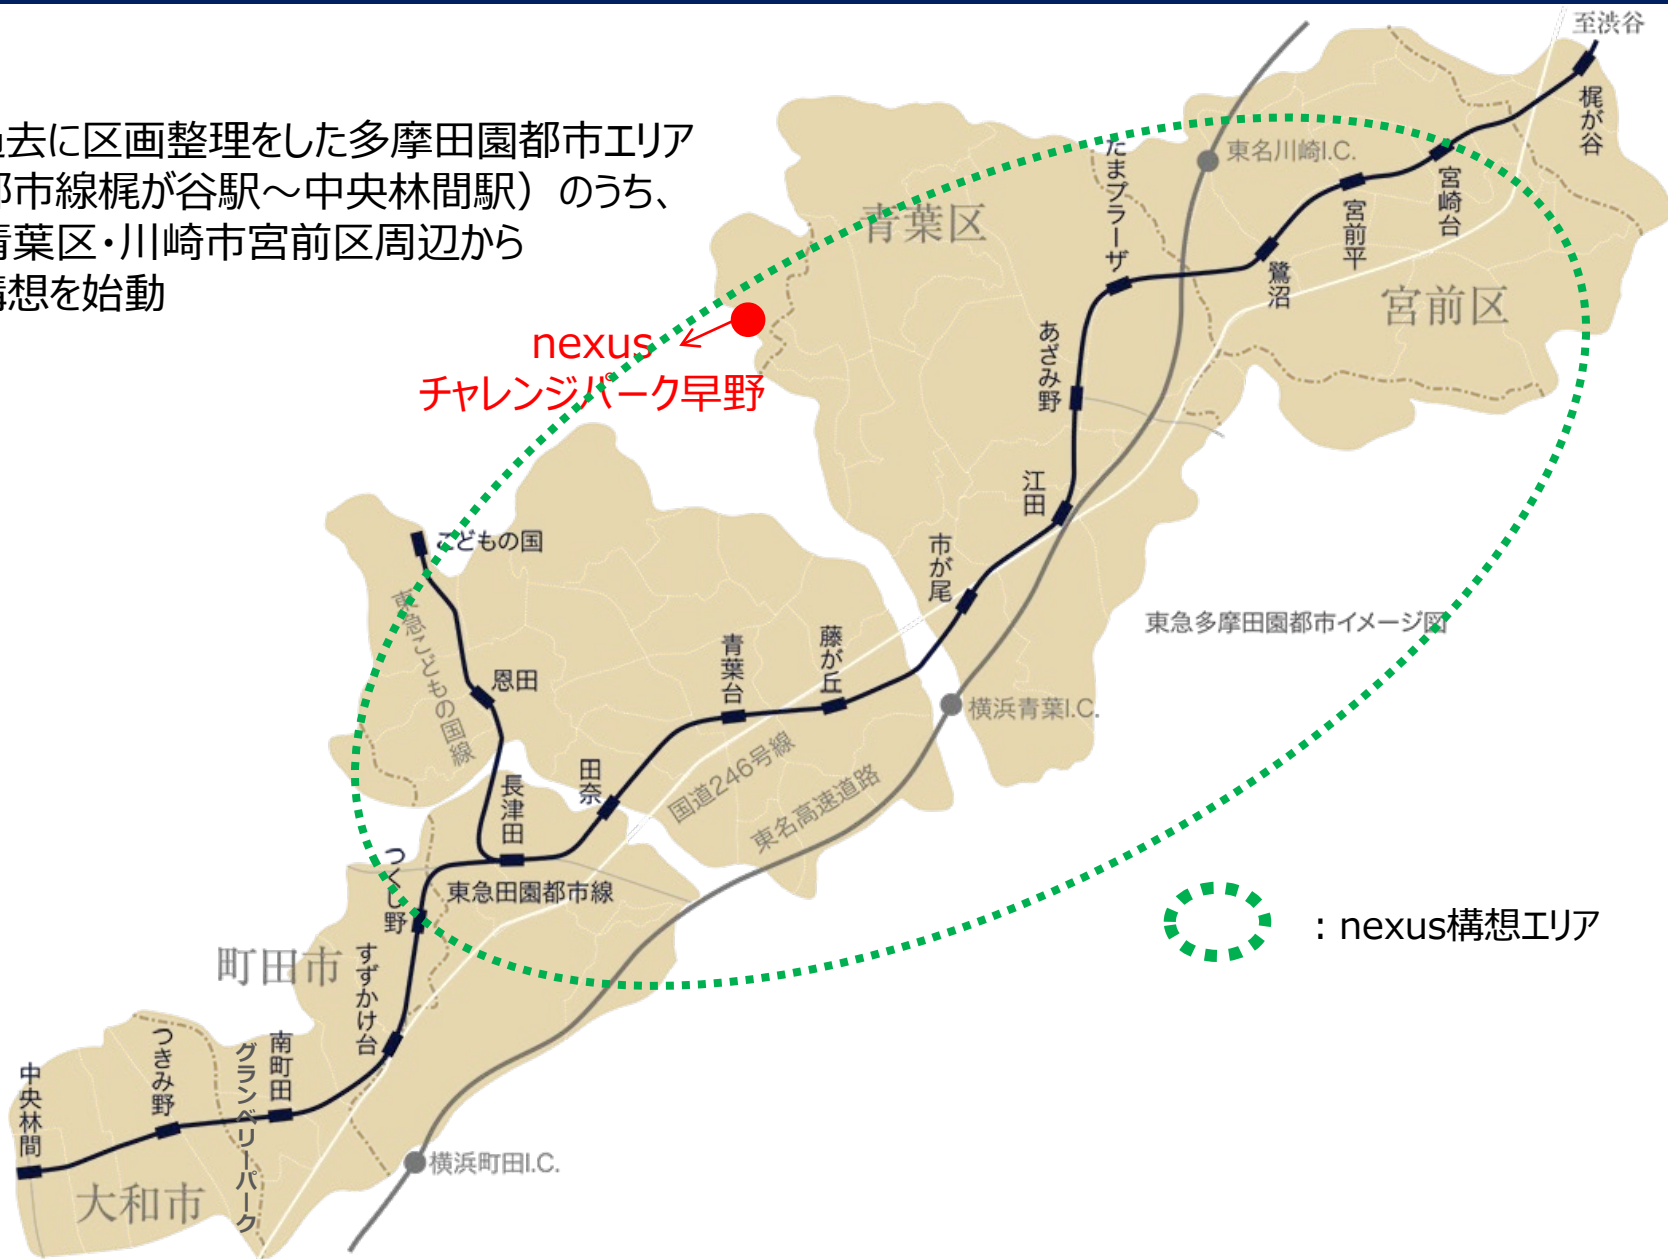 至渋谷
過去に区画整理をした多摩田園都市エリア
都市線梶が谷駅～中央林間駅）のうち、
青葉区・川崎市宮前区周辺から
構想を始動
梶が谷
東名川崎I.C.
宮崎台
宮前平
鷺沼
たまプラーザ
青葉区
宮前区
nexus
チャレンジパーク早野
あざみ野
江田
市が尾
こどもの国
東急こどもの国線
恩田
東急多摩田園都市イメージ図
藤が丘
青葉台
横浜青葉I.C.
国道246号線
東名高速道路
田奈
長津田
東急田園都市線
つくし野
：nexus構想エリア
町田市
すずかけ台
南町田
グランベリーパーク
つきみ野
中央林間
横浜町田I.C.
大和市